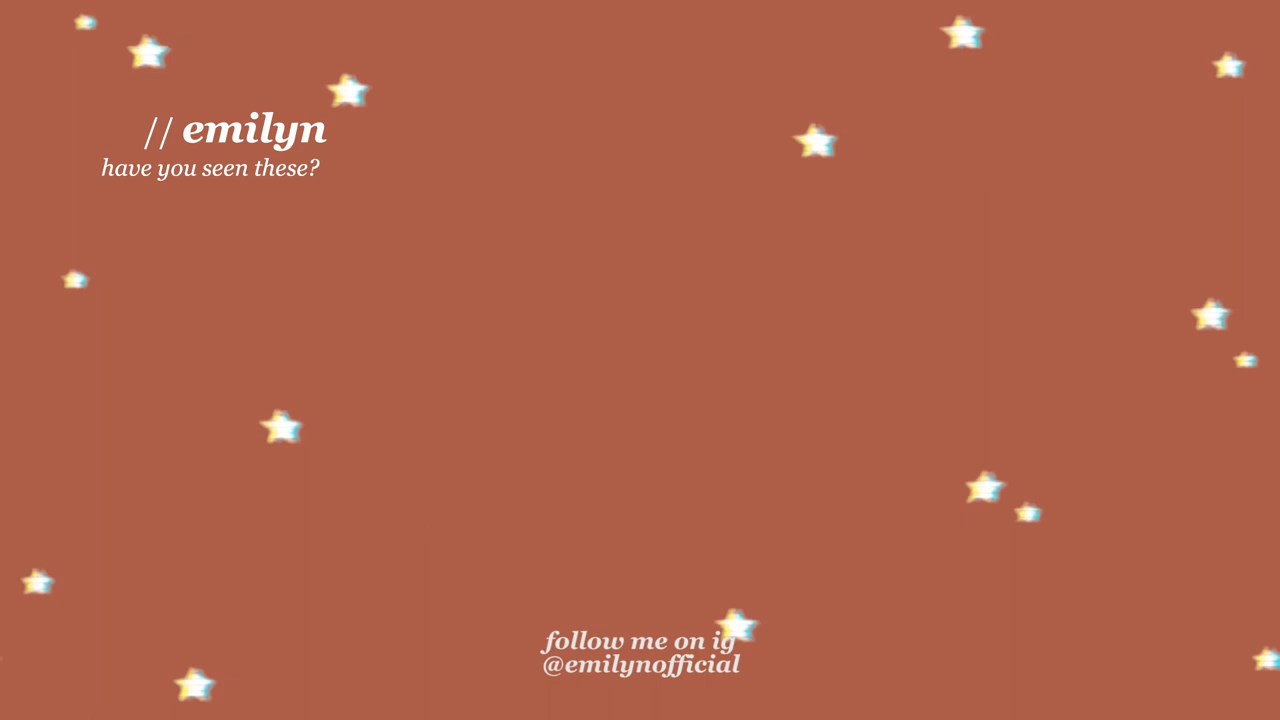 // emilyn
have you seen these?
follow me on ig
@emilynofficial